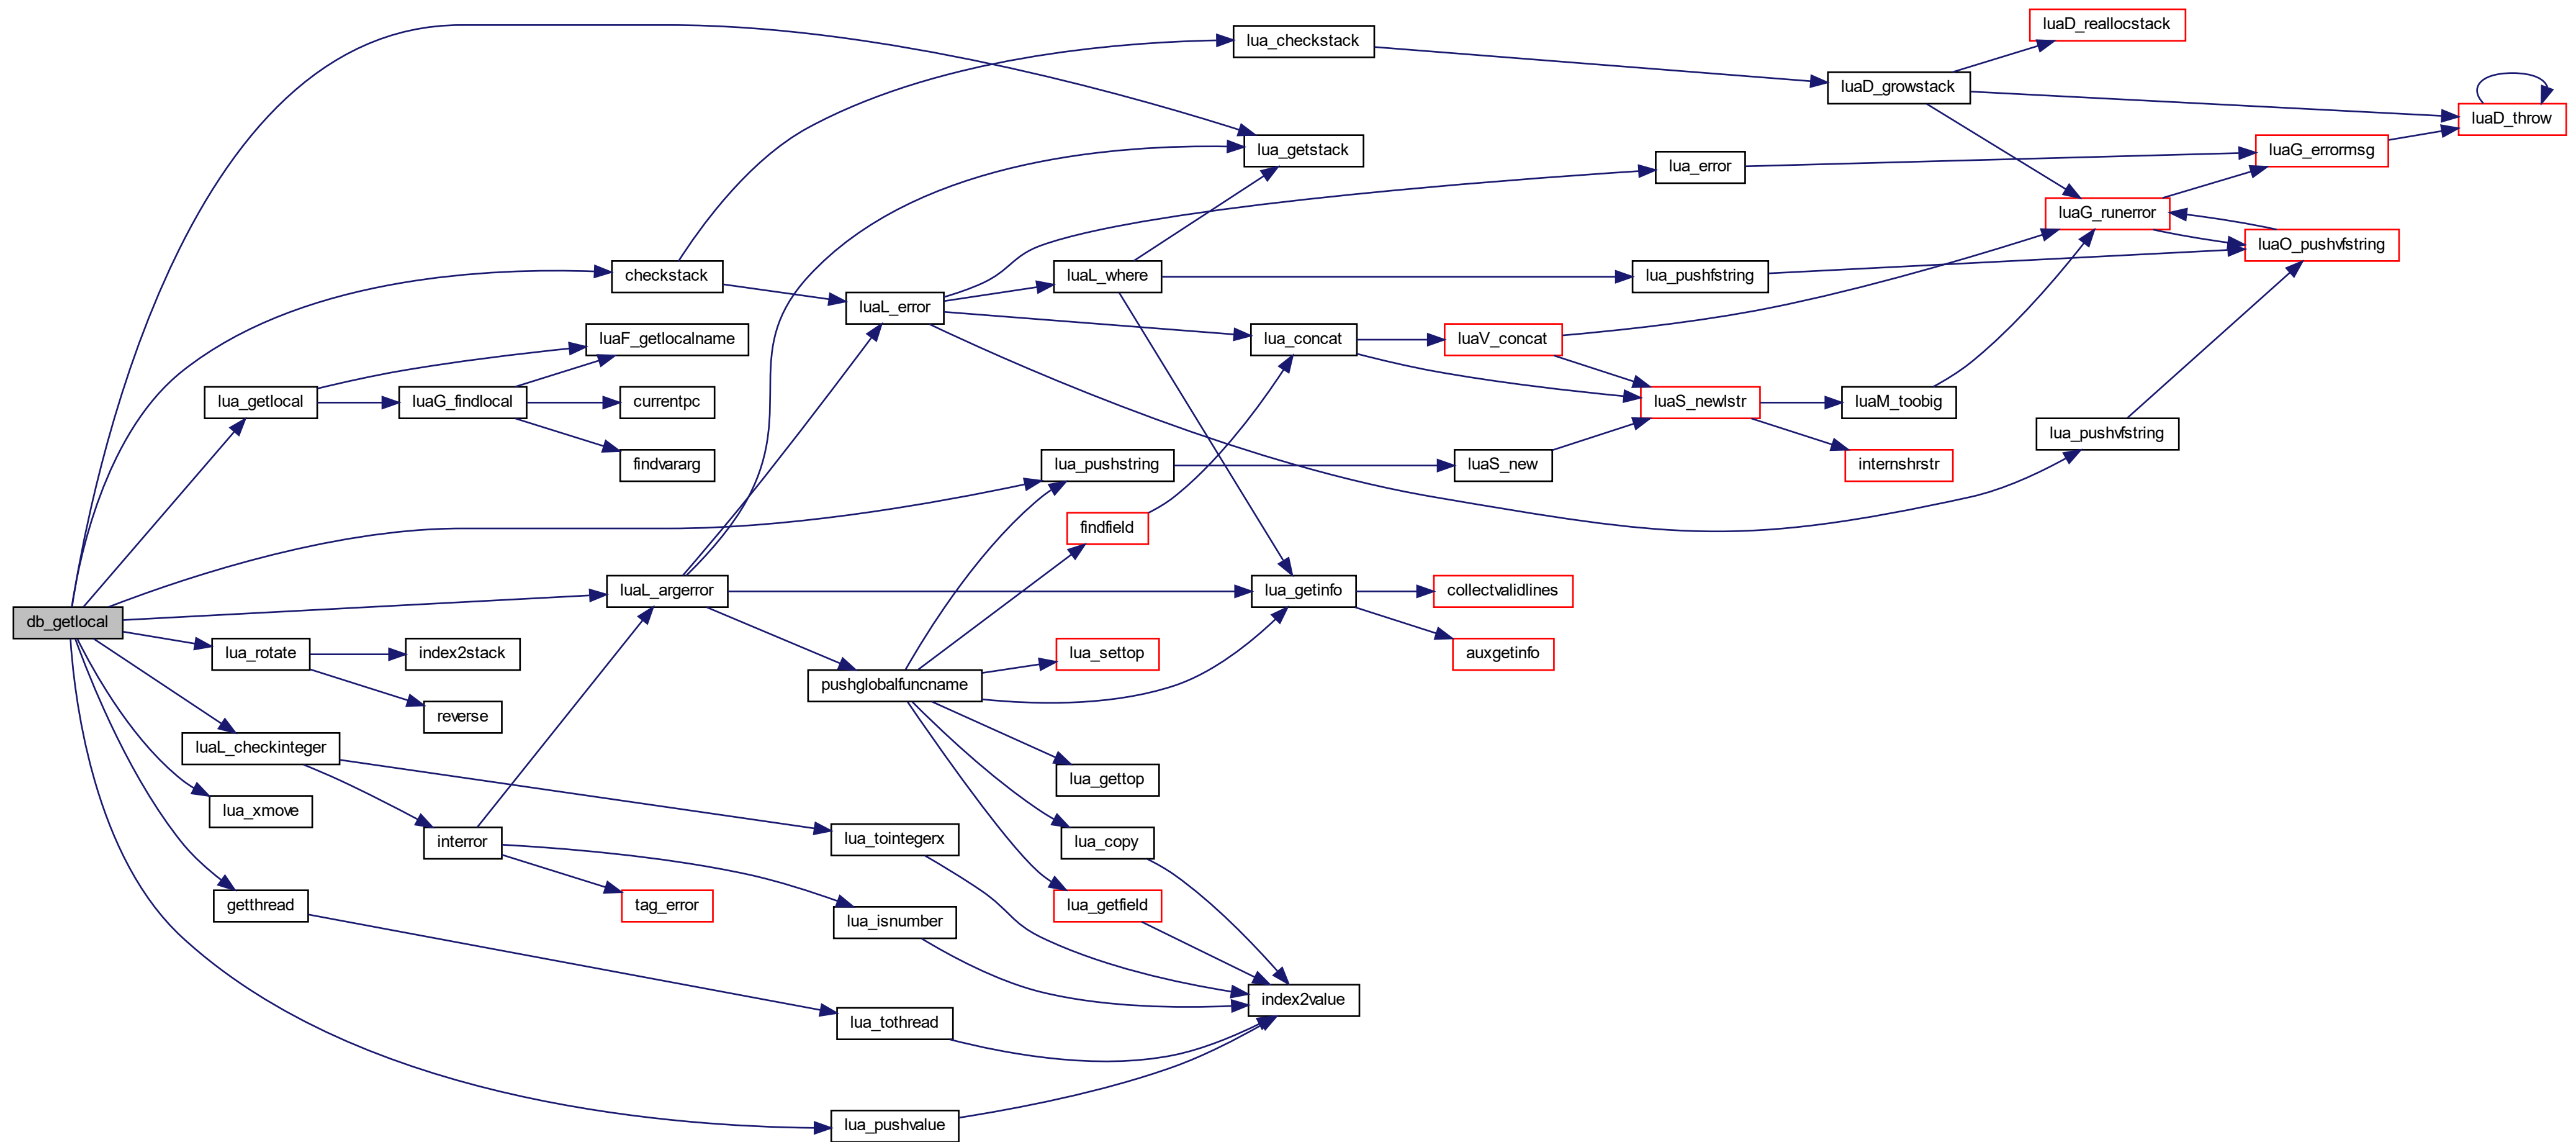 db_getlocal
checkstack
lua_getlocal
lua_rotate
luaL_checkinteger
lua_xmove
getthread
luaF_getlocalname
luaG_findlocal
currentpc
findvararg
luaL_argerror
index2stack
reverse
interror
tag_error
luaL_error
pushglobalfuncname
lua_tointegerx
lua_isnumber
lua_tothread
lua_pushvalue
lua_checkstack
lua_getstack
luaL_where
lua_concat
lua_pushstring
findfield
lua_getinfo
lua_settop
lua_gettop
lua_copy
lua_getfield
index2value
lua_error
lua_pushfstring
luaV_concat
luaS_newlstr
luaS_new
collectvalidlines
auxgetinfo
luaD_growstack
luaM_toobig
internshrstr
luaD_reallocstack
luaG_runerror
lua_pushvfstring
luaG_errormsg
luaO_pushvfstring
luaD_throw